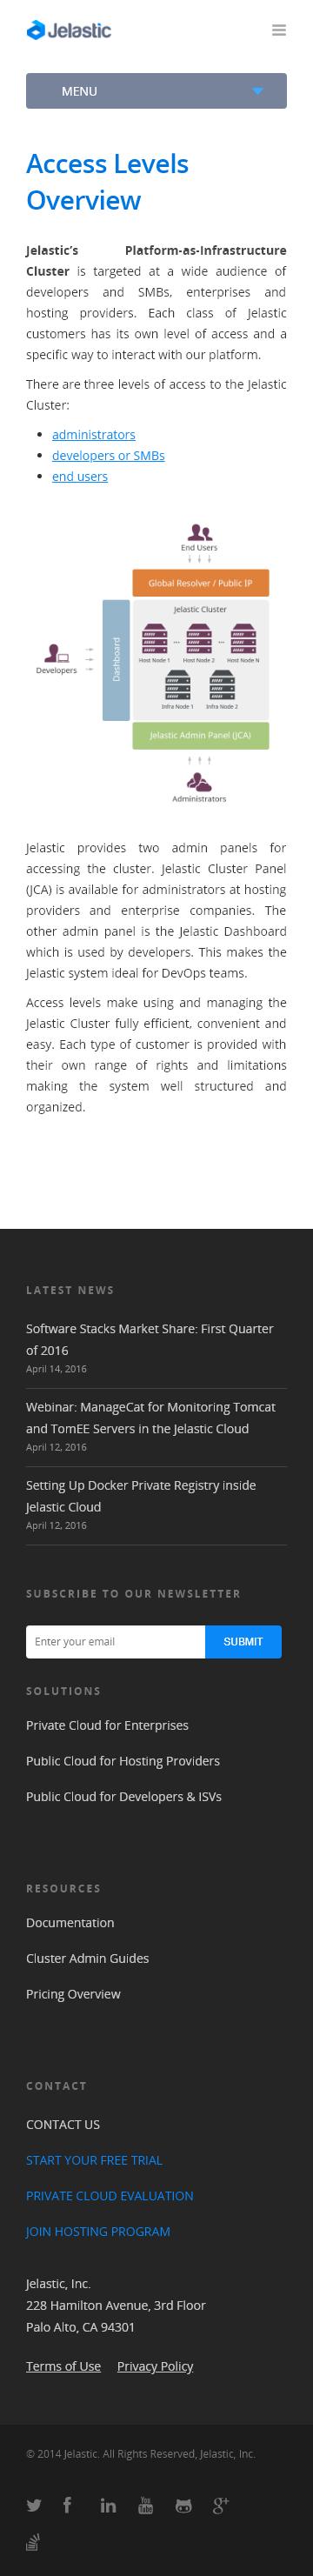 Jelastic
MENU
Access Levels
Overview
Jelastic's Platform-as-Infrastructure
Cluster is targeted at a wide audience of
developers and SMBs, enterprises and
hosting providers. Each class of Jelastic
customers has its own level of access and a
specific way to interact with our platform.
There are three levels of access to the Jelastic
Cluster:
administrators
developers or SMBs
end users
End Users
Global Resolver / Public IP
Jelastic Cluster
Host Node 1 ... Host Node 2 ... Host Node N
Dashboard
Developers
Infra Node 1 Infra Node 2
Jelastic Admin Panel (JCA)
Administrators
Jelastic provides two admin panels for
accessing the cluster. Jelastic Cluster Panel
(JCA) is available for administrators at hosting
providers and enterprise companies. The
other admin panel is the Jelastic Dashboard
which is used by developers. This makes the
Jelastic system ideal for DevOps teams.
Access levels make using and managing the
Jelastic Cluster fully efficient, convenient and
easy. Each type of customer is provided with
their own range of rights and limitations
making the system well structured and
organized.
LATEST NEWS
Software Stacks Market Share: First Quarter
of 2016
April 14, 2016
Webinar: ManageCat for Monitoring Tomcat
and TomEE Servers in the Jelastic Cloud
April 12, 2016
Setting Up Docker Private Registry inside
Jelastic Cloud
April 12, 2016
SUBSCRIBE TO OUR NEWSLETTER
Enter your email SUBMIT
SOLUTIONS
Private Cloud for Enterprises
Public Cloud for Hosting Providers
Public Cloud for Developers & ISVs
RESOURCES
Documentation
Cluster Admin Guides
Pricing Overview
CONTACT
CONTACT US
START YOUR FREE TRIAL
PRIVATE CLOUD EVALUATION
JOIN HOSTING PROGRAM
Jelastic, Inc.
228 Hamilton Avenue, 3rd Floor
Palo Alto, CA 94301
Terms of Use Privacy Policy
© 2014 Jelastic. All Rights Reserved, Jelastic, Inc.